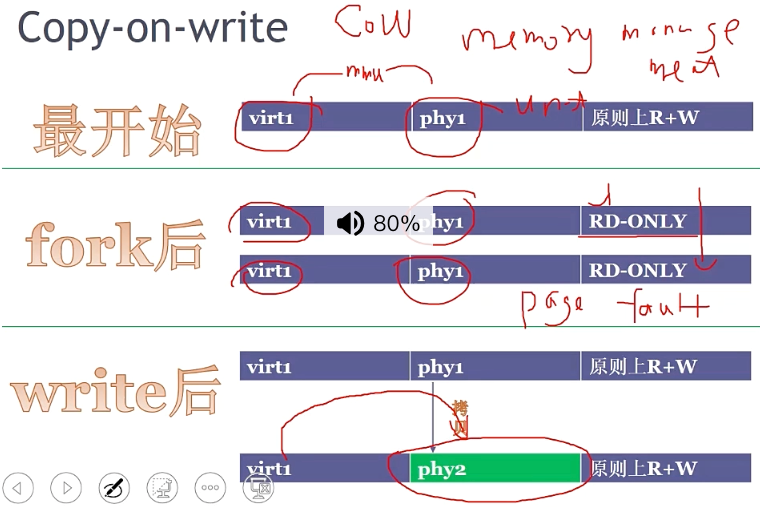 Copy-on-write
CoW
memory manage
ment
unit
mmu
最开始
virt1 phy1 原则上R+W
fork后
virt1 phy1 RD-ONLY
80%
virt1 phy1 RD-ONLY
page fault
write后
virt1 phy1 原则上R+W
拷
贝
virt1 phy2 原则上R+W